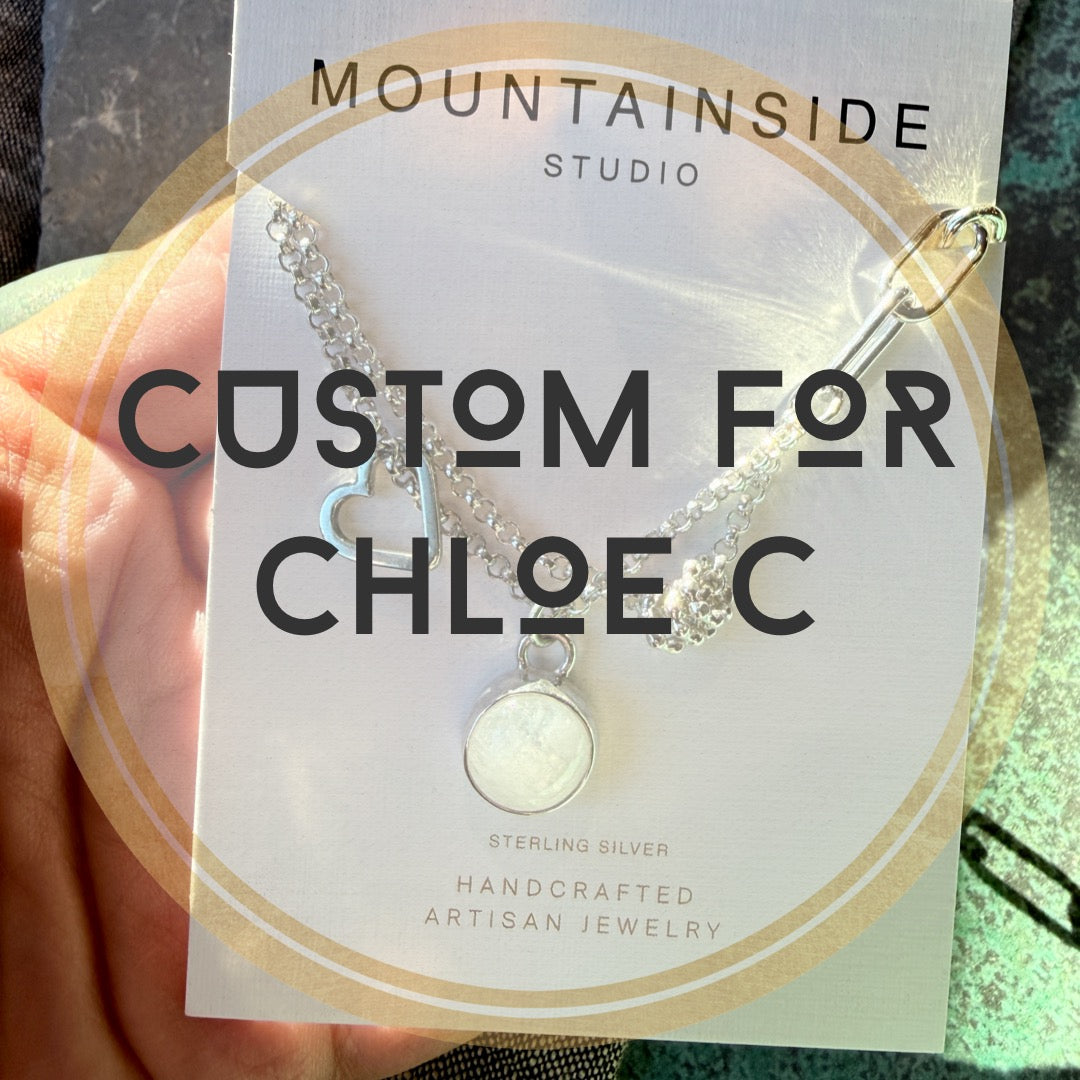 MOUNTAINSIDE
STUDIO
CUSTOM FOR
CHLOE C
STERLING SILVER
HANDCRAFTED
ARTISAN JEWELRY